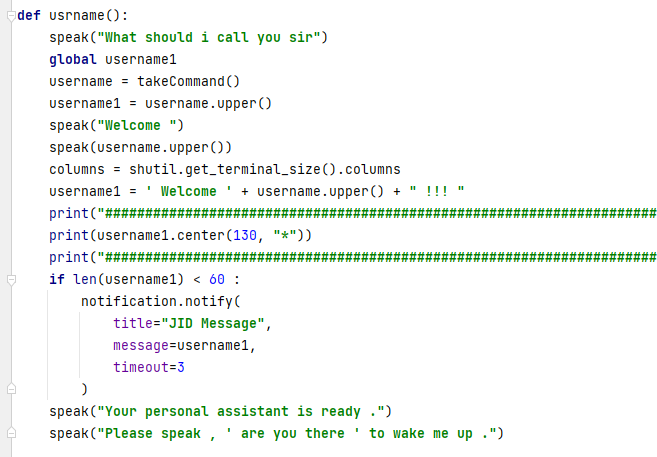 def usrname():
    speak("What should i call you sir")
    global username1
    username = takeCommand()
    username1 = username.upper()
    speak("Welcome ")
    speak(username.upper())
    columns = shutil.get_terminal_size().columns
    username1 = ' Welcome ' + username.upper() + " !!! "
    print("#####################################################################
    print(username1.center(130, "*"))
    print("#####################################################################
    if len(username1) < 60 :
        notification.notify(
            title="JID Message",
            message=username1,
            timeout=3
        )
    speak("Your personal assistant is ready .")
    speak("Please speak , ' are you there ' to wake me up .")